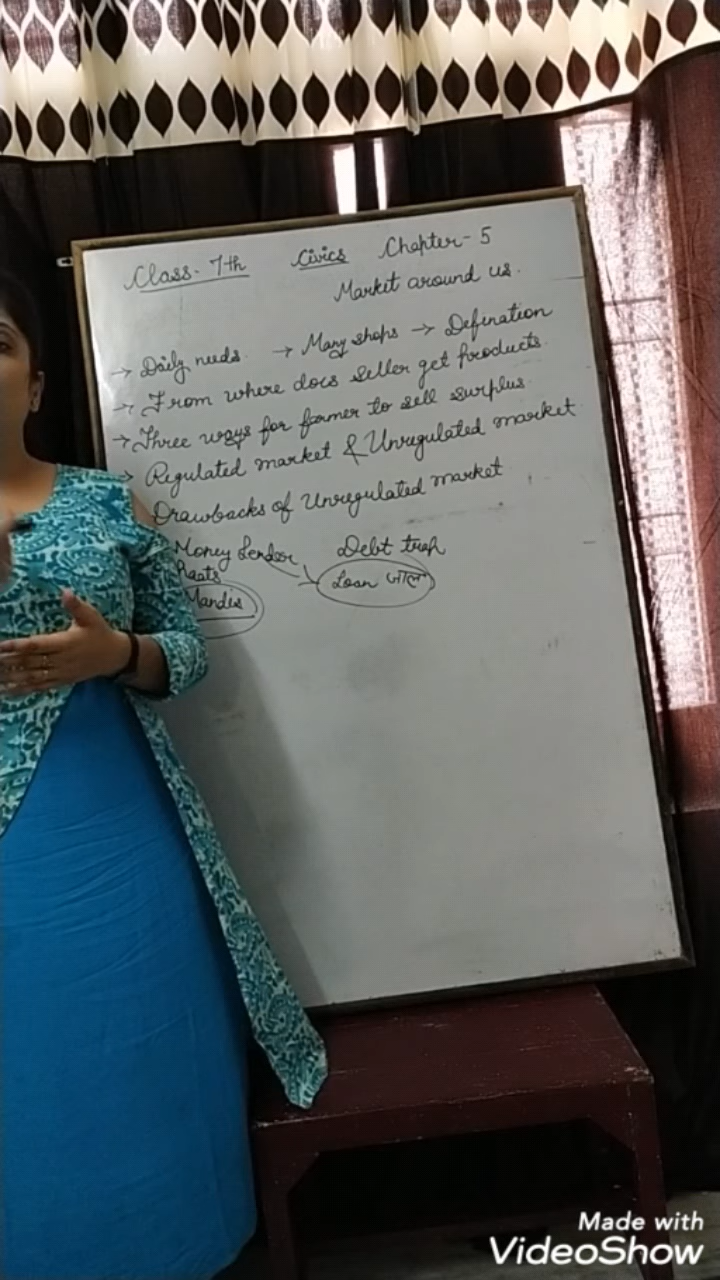 Class- 7th Civics Chapter- 5
Market around us.
→ Daily needs. → Many shops → Defination
→ From where does seller get products.
→ Three ways for farmer to sell surplus.
→ Regulated market & Unregulated market
Drawbacks of Unregulated market
Money Lender Debt trap
Haats Loan जाल
Mandis
Made with
VideoShow